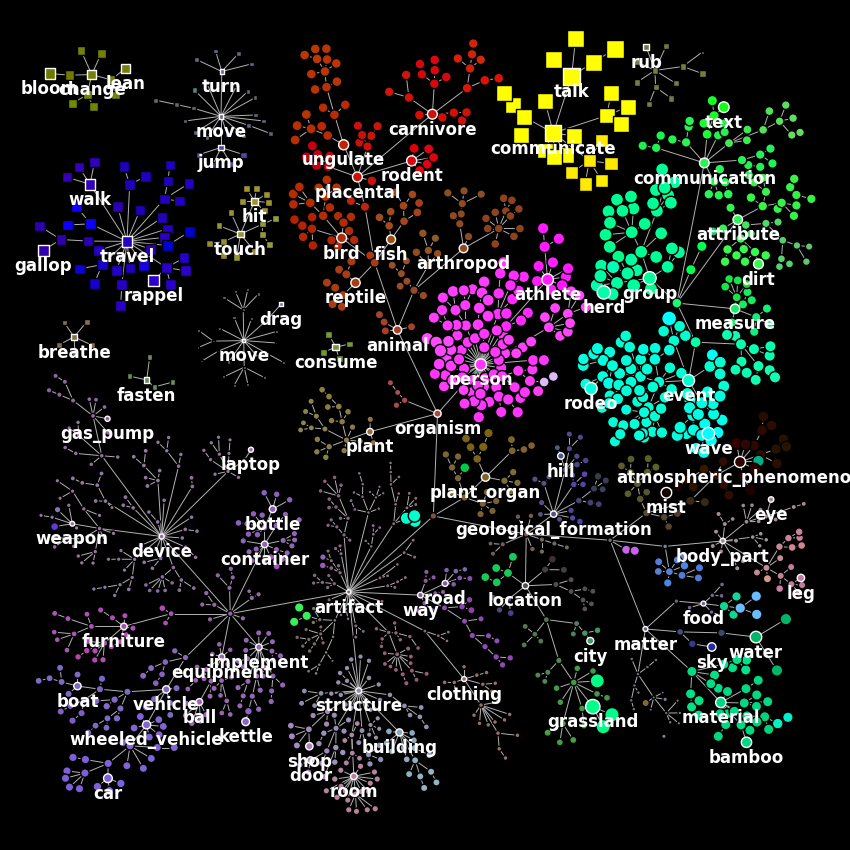 rub
talk
turn
blood
change
lean
text
move
carnivore
communicate
jump
ungulate
rodent
communication
placental
walk
hit
attribute
touch
bird
fish
travel
arthropod
gallop
dirt
rappel
reptile
athlete
herd
group
drag
measure
breathe
move
consume
animal
person
fasten
rodeo
event
gas_pump
organism
plant
wave
laptop
hill
atmospheric_phenomeno
plant_organ
mist
eye
bottle
geological_formation
weapon
device
container
body_part
leg
road
location
artifact
way
food
furniture
matter
city
water
implement
sky
equipment
boat
vehicle
structure
clothing
ball
grassland
material
kettle
wheeled_vehicle
building
shop
door
bamboo
car
room